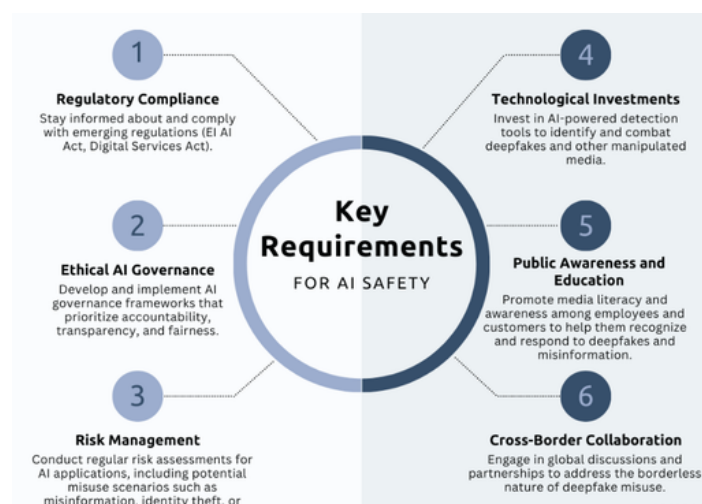 Key
Requirements
FOR AI SAFETY
1
Regulatory Compliance
Stay informed about and comply
with emerging regulations (EI AI
Act, Digital Services Act).
2
Ethical AI Governance
Develop and implement AI
governance frameworks that
prioritize accountability,
transparency, and fairness.
3
Risk Management
Conduct regular risk assessments for
AI applications, including potential
misuse scenarios such as
misinformation, identity theft, or
4
Technological Investments
Invest in AI-powered detection
tools to identify and combat
deepfakes and other manipulated
media.
5
Public Awareness and
Education
Promote media literacy and
awareness among employees and
customers to help them recognize
and respond to deepfakes and
misinformation.
6
Cross-Border Collaboration
Engage in global discussions and
partnerships to address the borderless
nature of deepfake misuse.